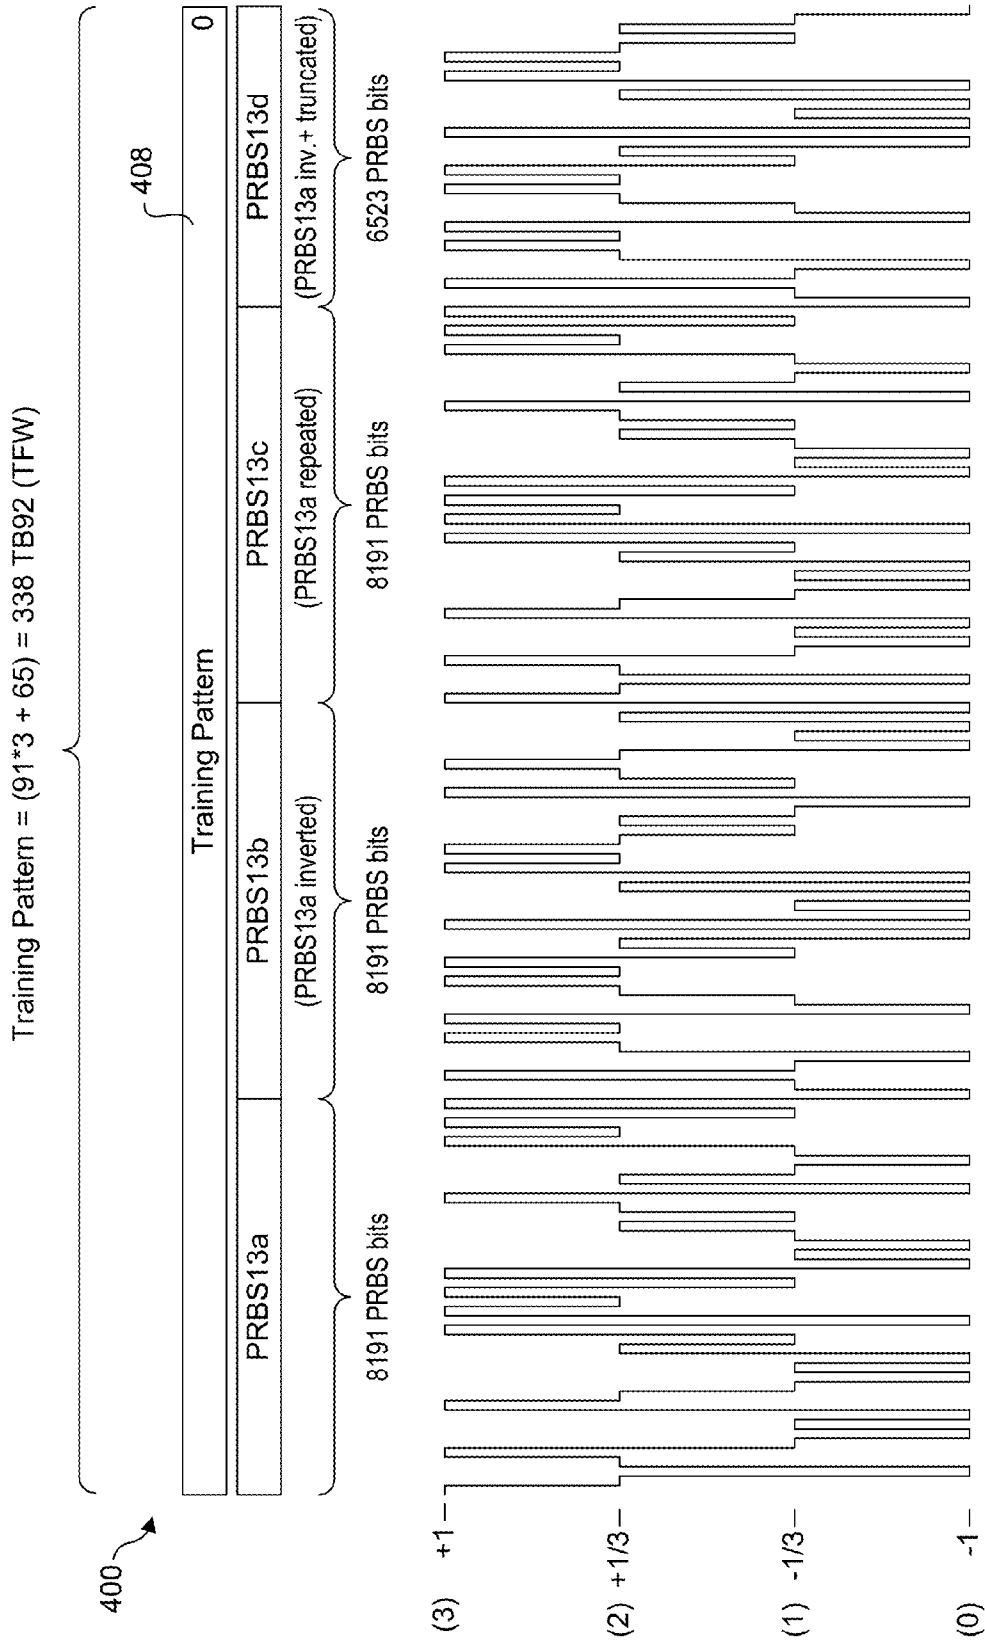 Training Pattern = (91*3 + 65) = 338 TB92 (TFW)
400
408
Training Pattern
0
PRBS13a
PRBS13b
PRBS13c
PRBS13d
(PRBS13a inverted)
(PRBS13a repeated)
(PRBS13a inv.+ truncated)
8191 PRBS bits
8191 PRBS bits
8191 PRBS bits
6523 PRBS bits
(3) +1
(2) +1/3
(1) -1/3
(0) -1